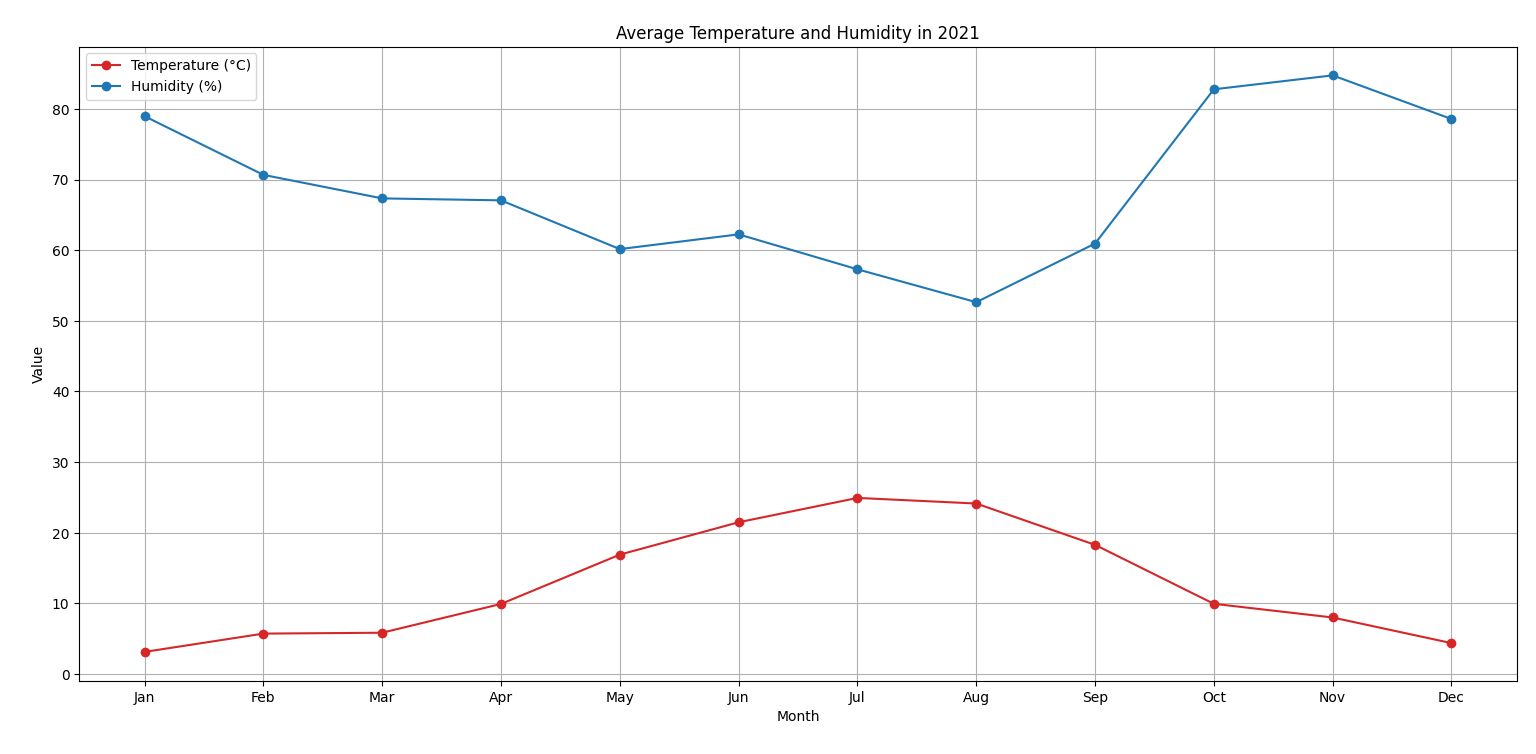 Average Temperature and Humidity in 2021
Temperature (°C)
Humidity (%)
80
70
60
50
40
30
20
10
0
Value
Jan Feb Mar Apr May Jun Jul Aug Sep Oct Nov Dec
Month